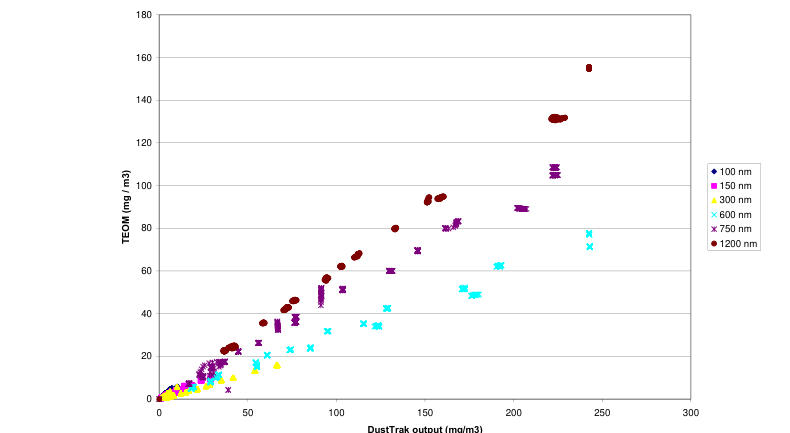 180
160
140
120
100
80
60
40
20
0
TEOM (mg / m3)
0 50 100 150 200 250 300
DustTrak output (mg/m3)
100 nm
150 nm
300 nm
600 nm
750 nm
1200 nm